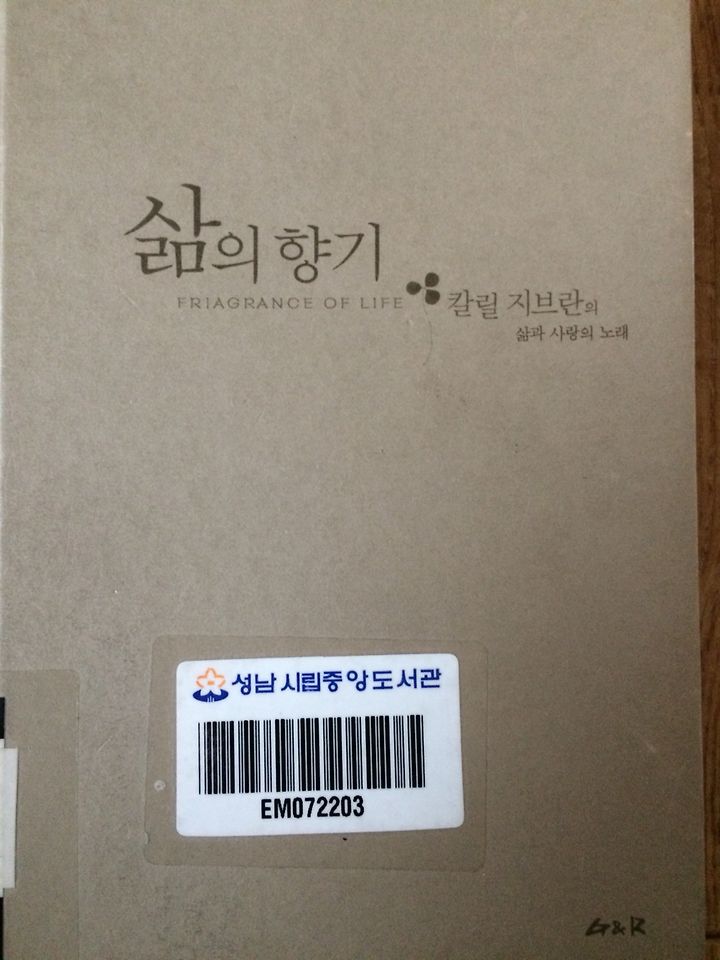 삶의 향기
FRIAGRANCE OF LIFE
칼릴 지브란의
삶과 사랑의 노래
성남시립중앙도서관
EM072203
G&R